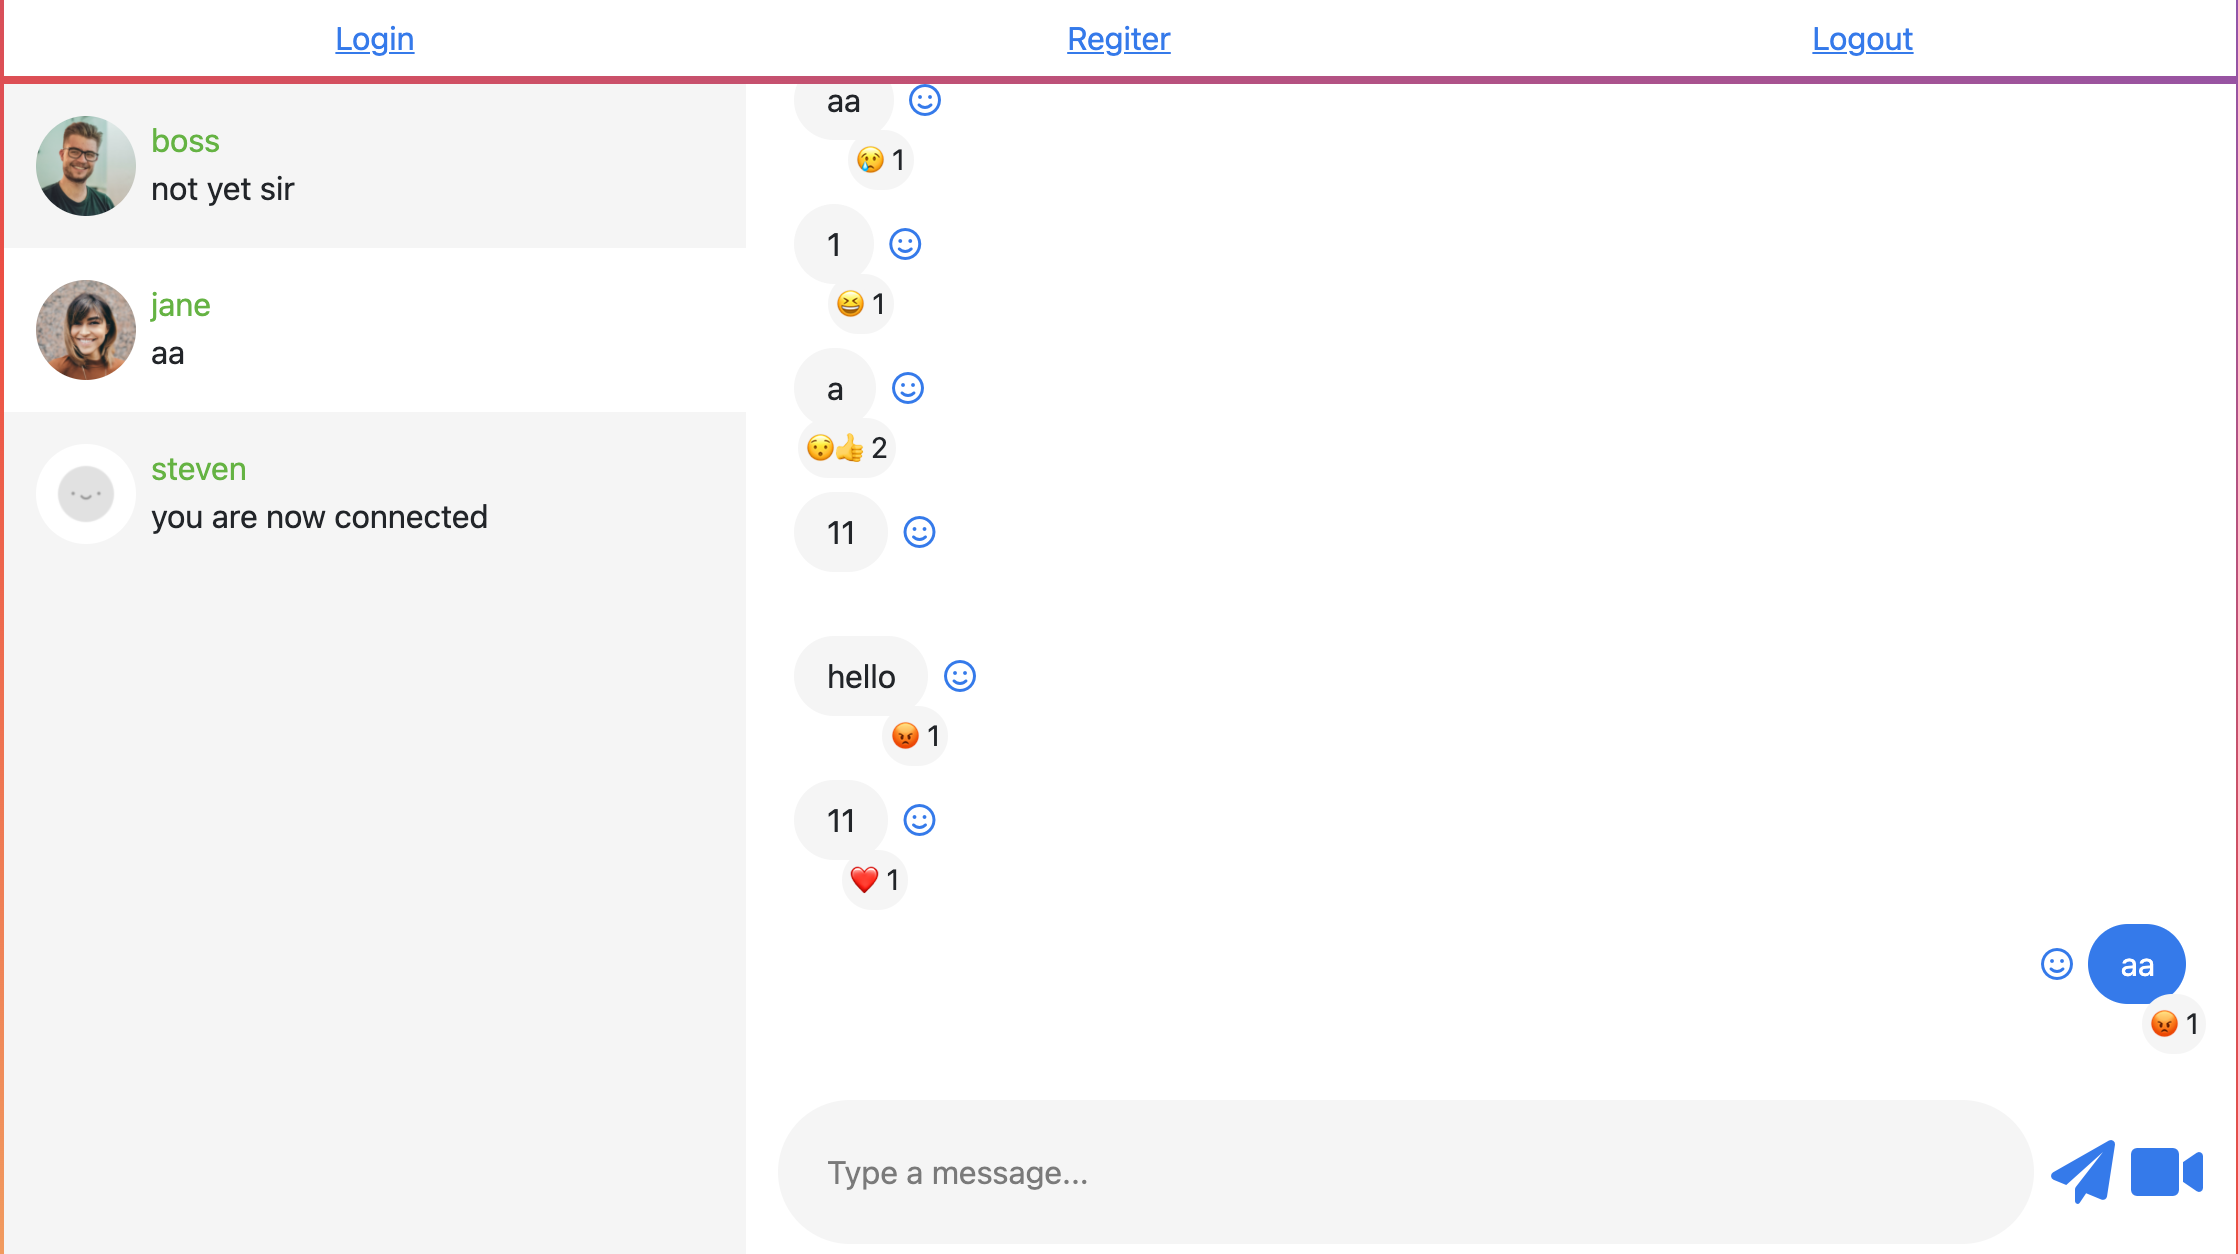 Login
Regiter
Logout
boss
not yet sir
jane
aa
steven
you are now connected
aa
😢 1
1
😆 1
a
😯👍 2
11
hello
😡 1
11
❤️ 1
aa
😡 1
Type a message...